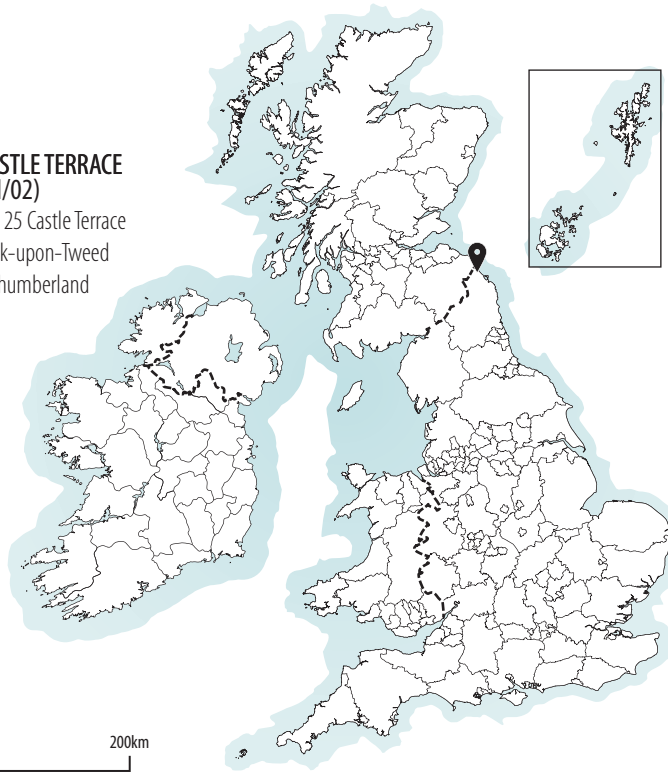 STLE TERRACE
/02)
25 Castle Terrace
k-upon-Tweed
humberland
200km